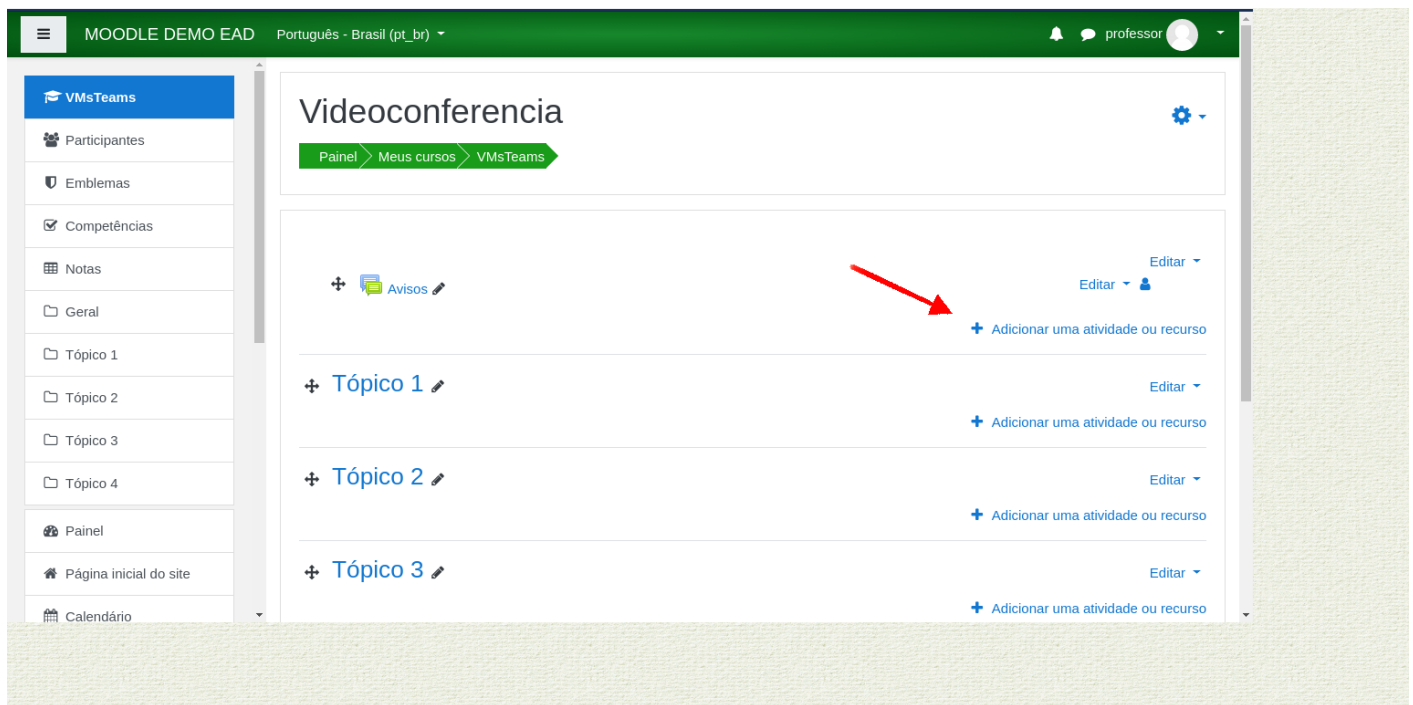 MOODLE DEMO EAD Português - Brasil (pt_br) professor
VMsTeams
Participantes
Emblemas
Competências
Notas
Geral
Tópico 1
Tópico 2
Tópico 3
Tópico 4
Painel
Página inicial do site
Calendário
Videoconferencia
Painel Meus cursos VMsTeams
Editar
Avisos Editar
Adicionar uma atividade ou recurso
Tópico 1 Editar
Adicionar uma atividade ou recurso
Tópico 2 Editar
Adicionar uma atividade ou recurso
Tópico 3 Editar
Adicionar uma atividade ou recurso